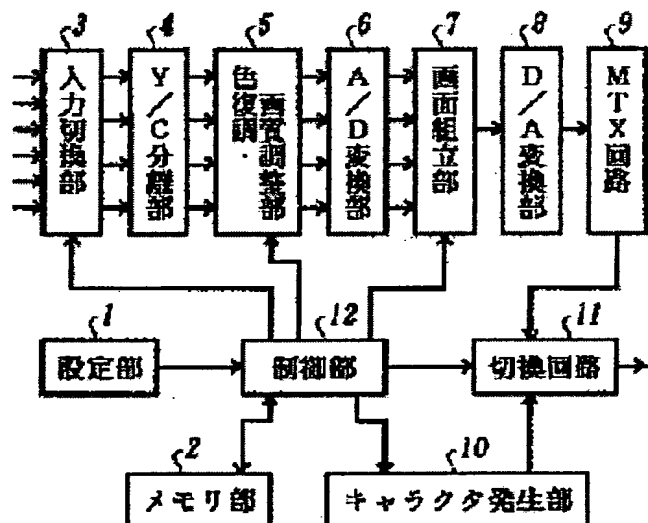 3
4
5
6
7
8
9
入力切換部
Y/C分離部
色復調・
画質調整部
A/D変換部
画面組立部
D/A変換部
MTX回路
1
12
11
設定部
制御部
切換回路
2
10
メモリ部
キャラクタ発生部